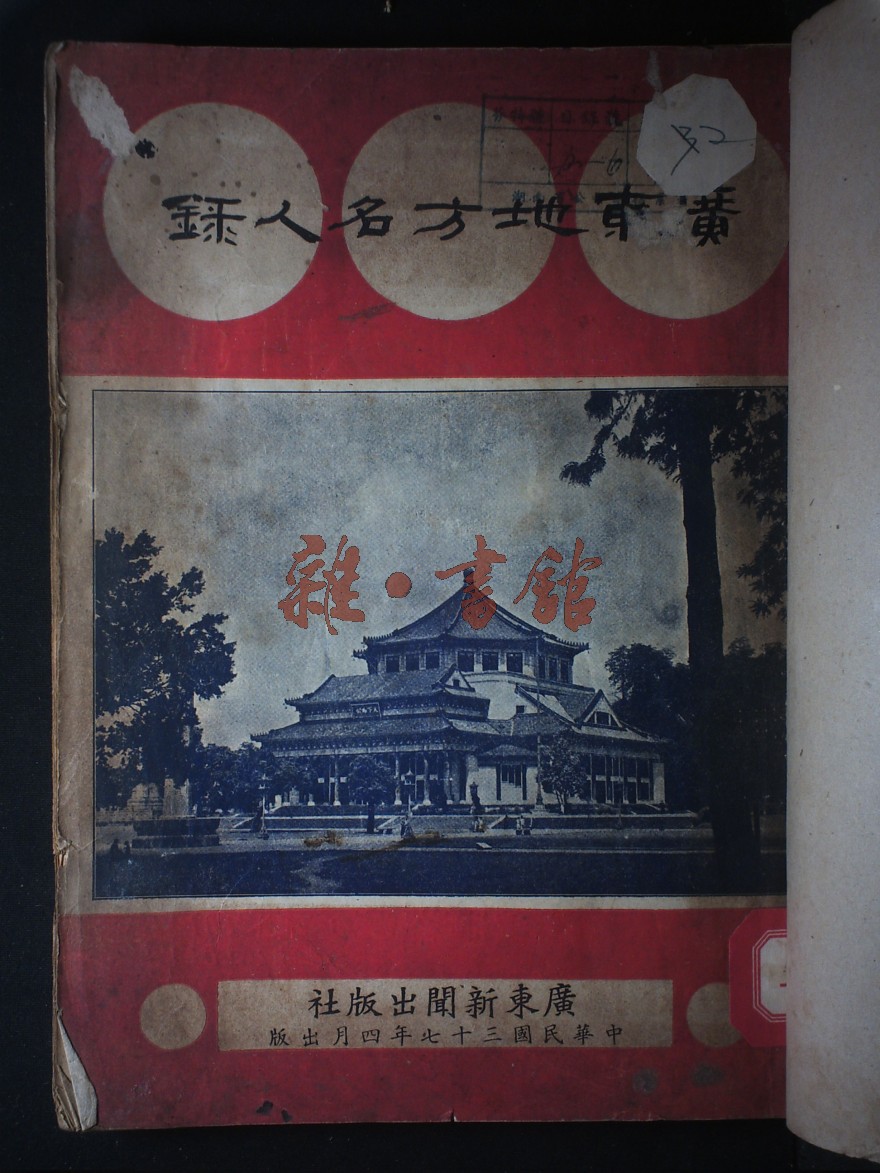 廣東地方名人錄
雜·書館
廣東新聞出版社
中華民國三十七年四月出版